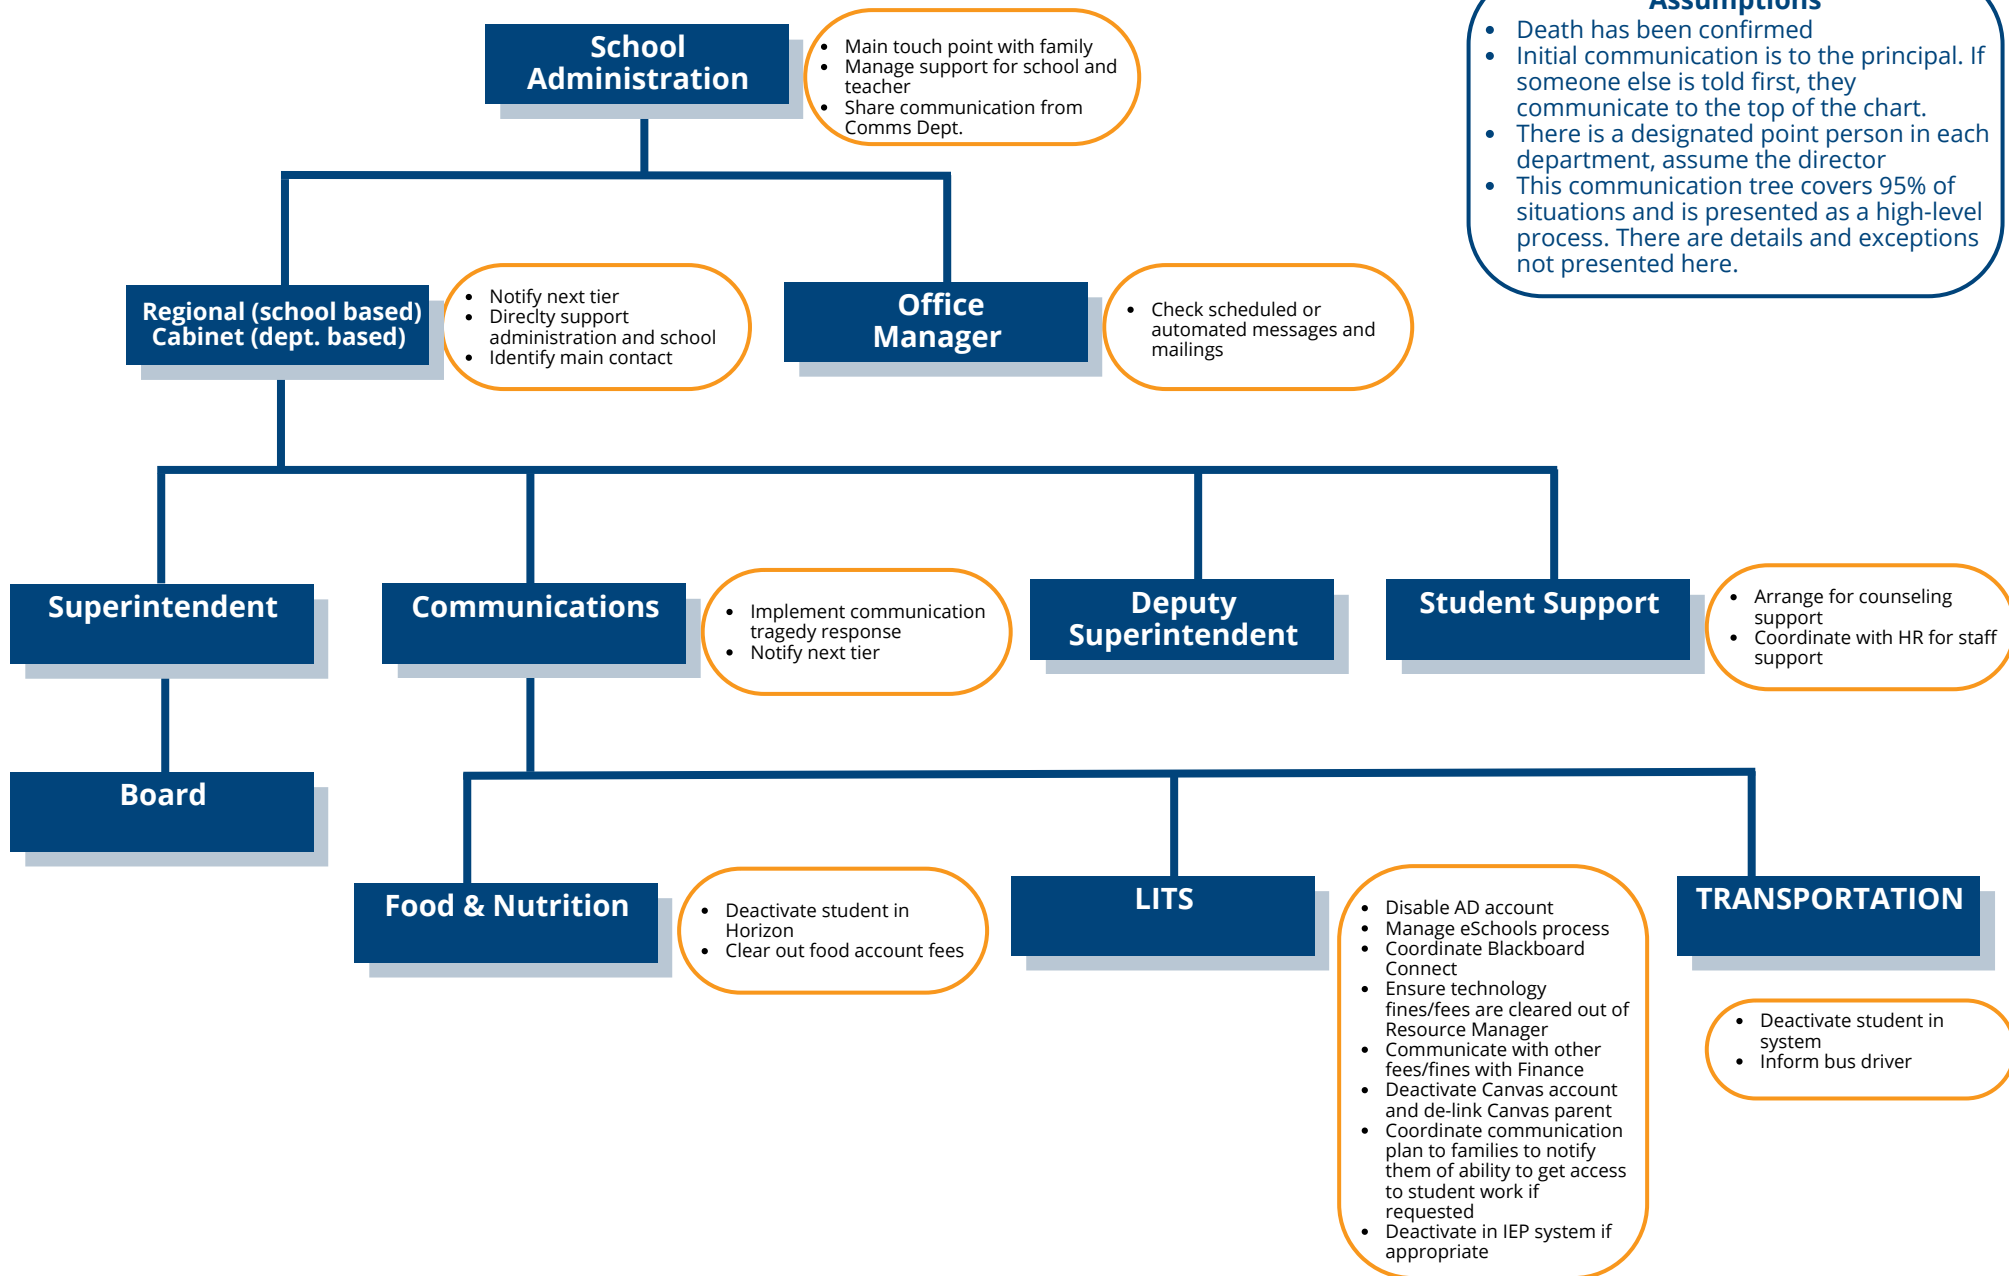 School
Administration
• Main touch point with family
• Manage support for school and
teacher
• Share communication from
Comms Dept.
Assumptions
• Death has been confirmed
• Initial communication is to the principal. If
someone else is told first, they
communicate to the top of the chart.
• There is a designated point person in each
department, assume the director
• This communication tree covers 95% of
situations and is presented as a high-level
process. There are details and exceptions
not presented here.
Regional (school based)
Cabinet (dept. based)
• Notify next tier
• Direclty support
administration and school
• Identify main contact
Office
Manager
• Check scheduled or
automated messages and
mailings
Superintendent
Communications
• Implement communication
tragedy response
• Notify next tier
Deputy
Superintendent
Student Support
• Arrange for counseling
support
• Coordinate with HR for staff
support
Board
Food & Nutrition
• Deactivate student in
Horizon
• Clear out food account fees
LITS
• Disable AD account
• Manage eSchools process
• Coordinate Blackboard
Connect
• Ensure technology
fines/fees are cleared out of
Resource Manager
• Communicate with other
fees/fines with Finance
• Deactivate Canvas account
and de-link Canvas parent
• Coordinate communication
plan to families to notify
them of ability to get access
to student work if
requested
• Deactivate in IEP system if
appropriate
TRANSPORTATION
• Deactivate student in
system
• Inform bus driver